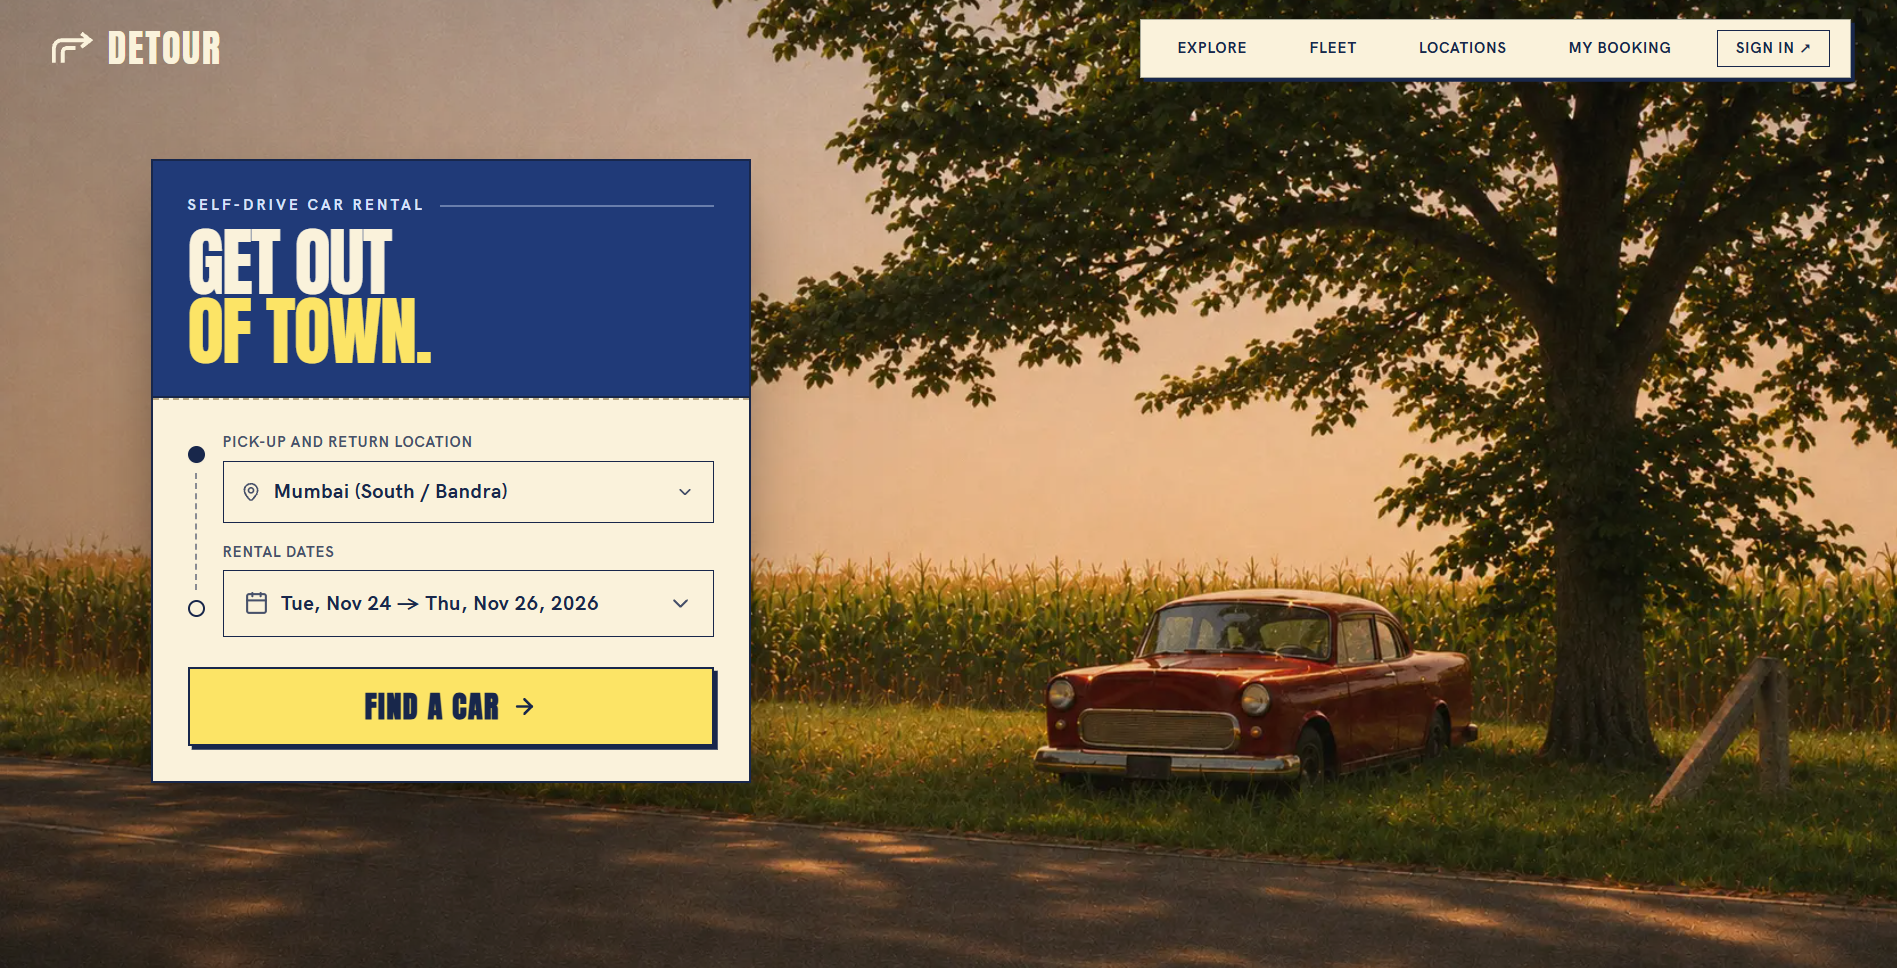 DETOUR
EXPLORE
FLEET
LOCATIONS
MY BOOKING
SIGN IN ↗
SELF-DRIVE CAR RENTAL
GET OUT
OF TOWN.
PICK-UP AND RETURN LOCATION
Mumbai (South / Bandra)
RENTAL DATES
Tue, Nov 24 → Thu, Nov 26, 2026
FIND A CAR →